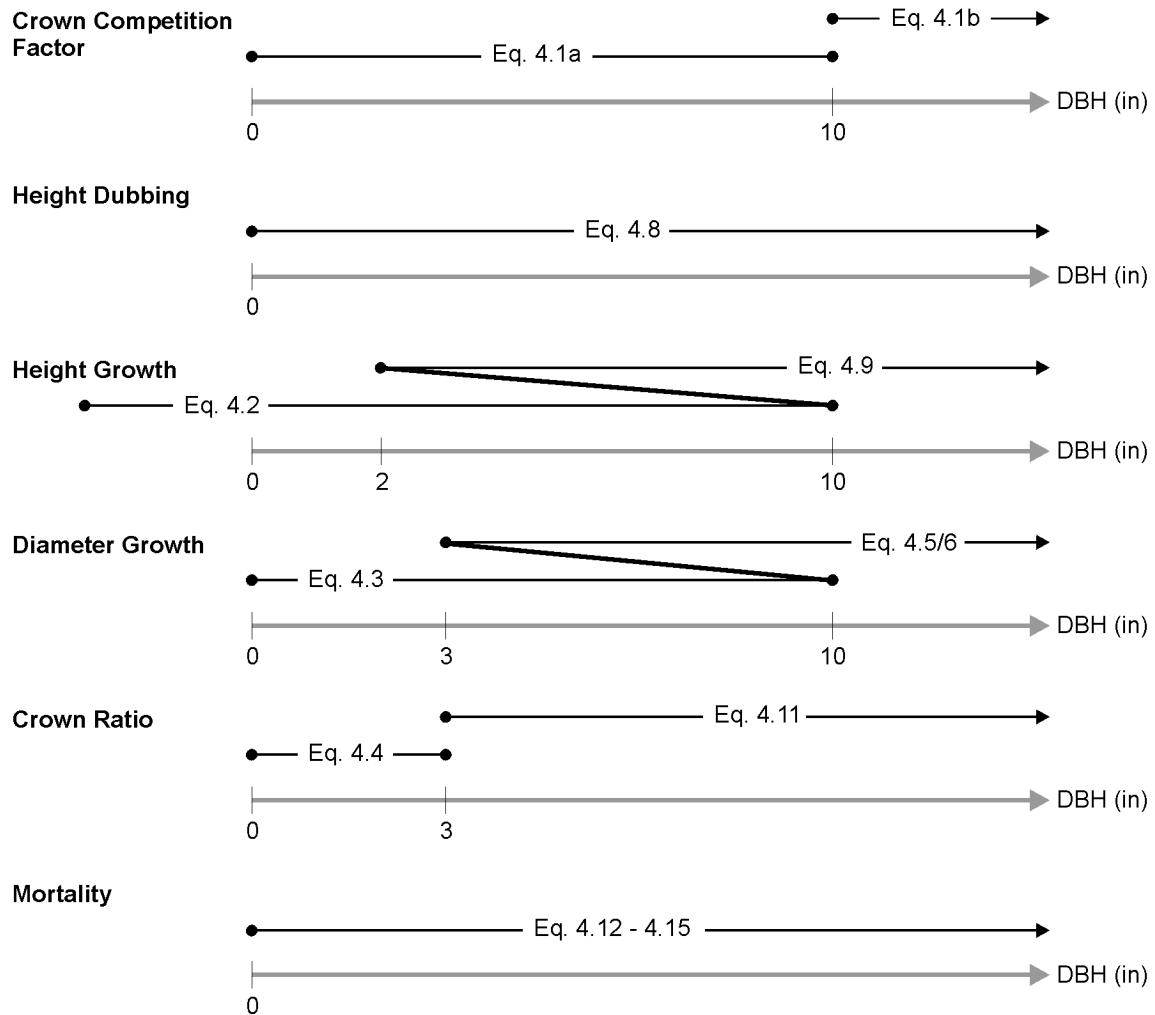 Crown Competition
Factor
Eq. 4.1b
Eq. 4.1a
DBH (in)
0 10
Height Dubbing
Eq. 4.8
DBH (in)
0
Height Growth
Eq. 4.9
Eq. 4.2
DBH (in)
0 2 10
Diameter Growth
Eq. 4.5/6
Eq. 4.3
DBH (in)
0 3 10
Crown Ratio
Eq. 4.11
Eq. 4.4
DBH (in)
0 3
Mortality
Eq. 4.12 - 4.15
DBH (in)
0